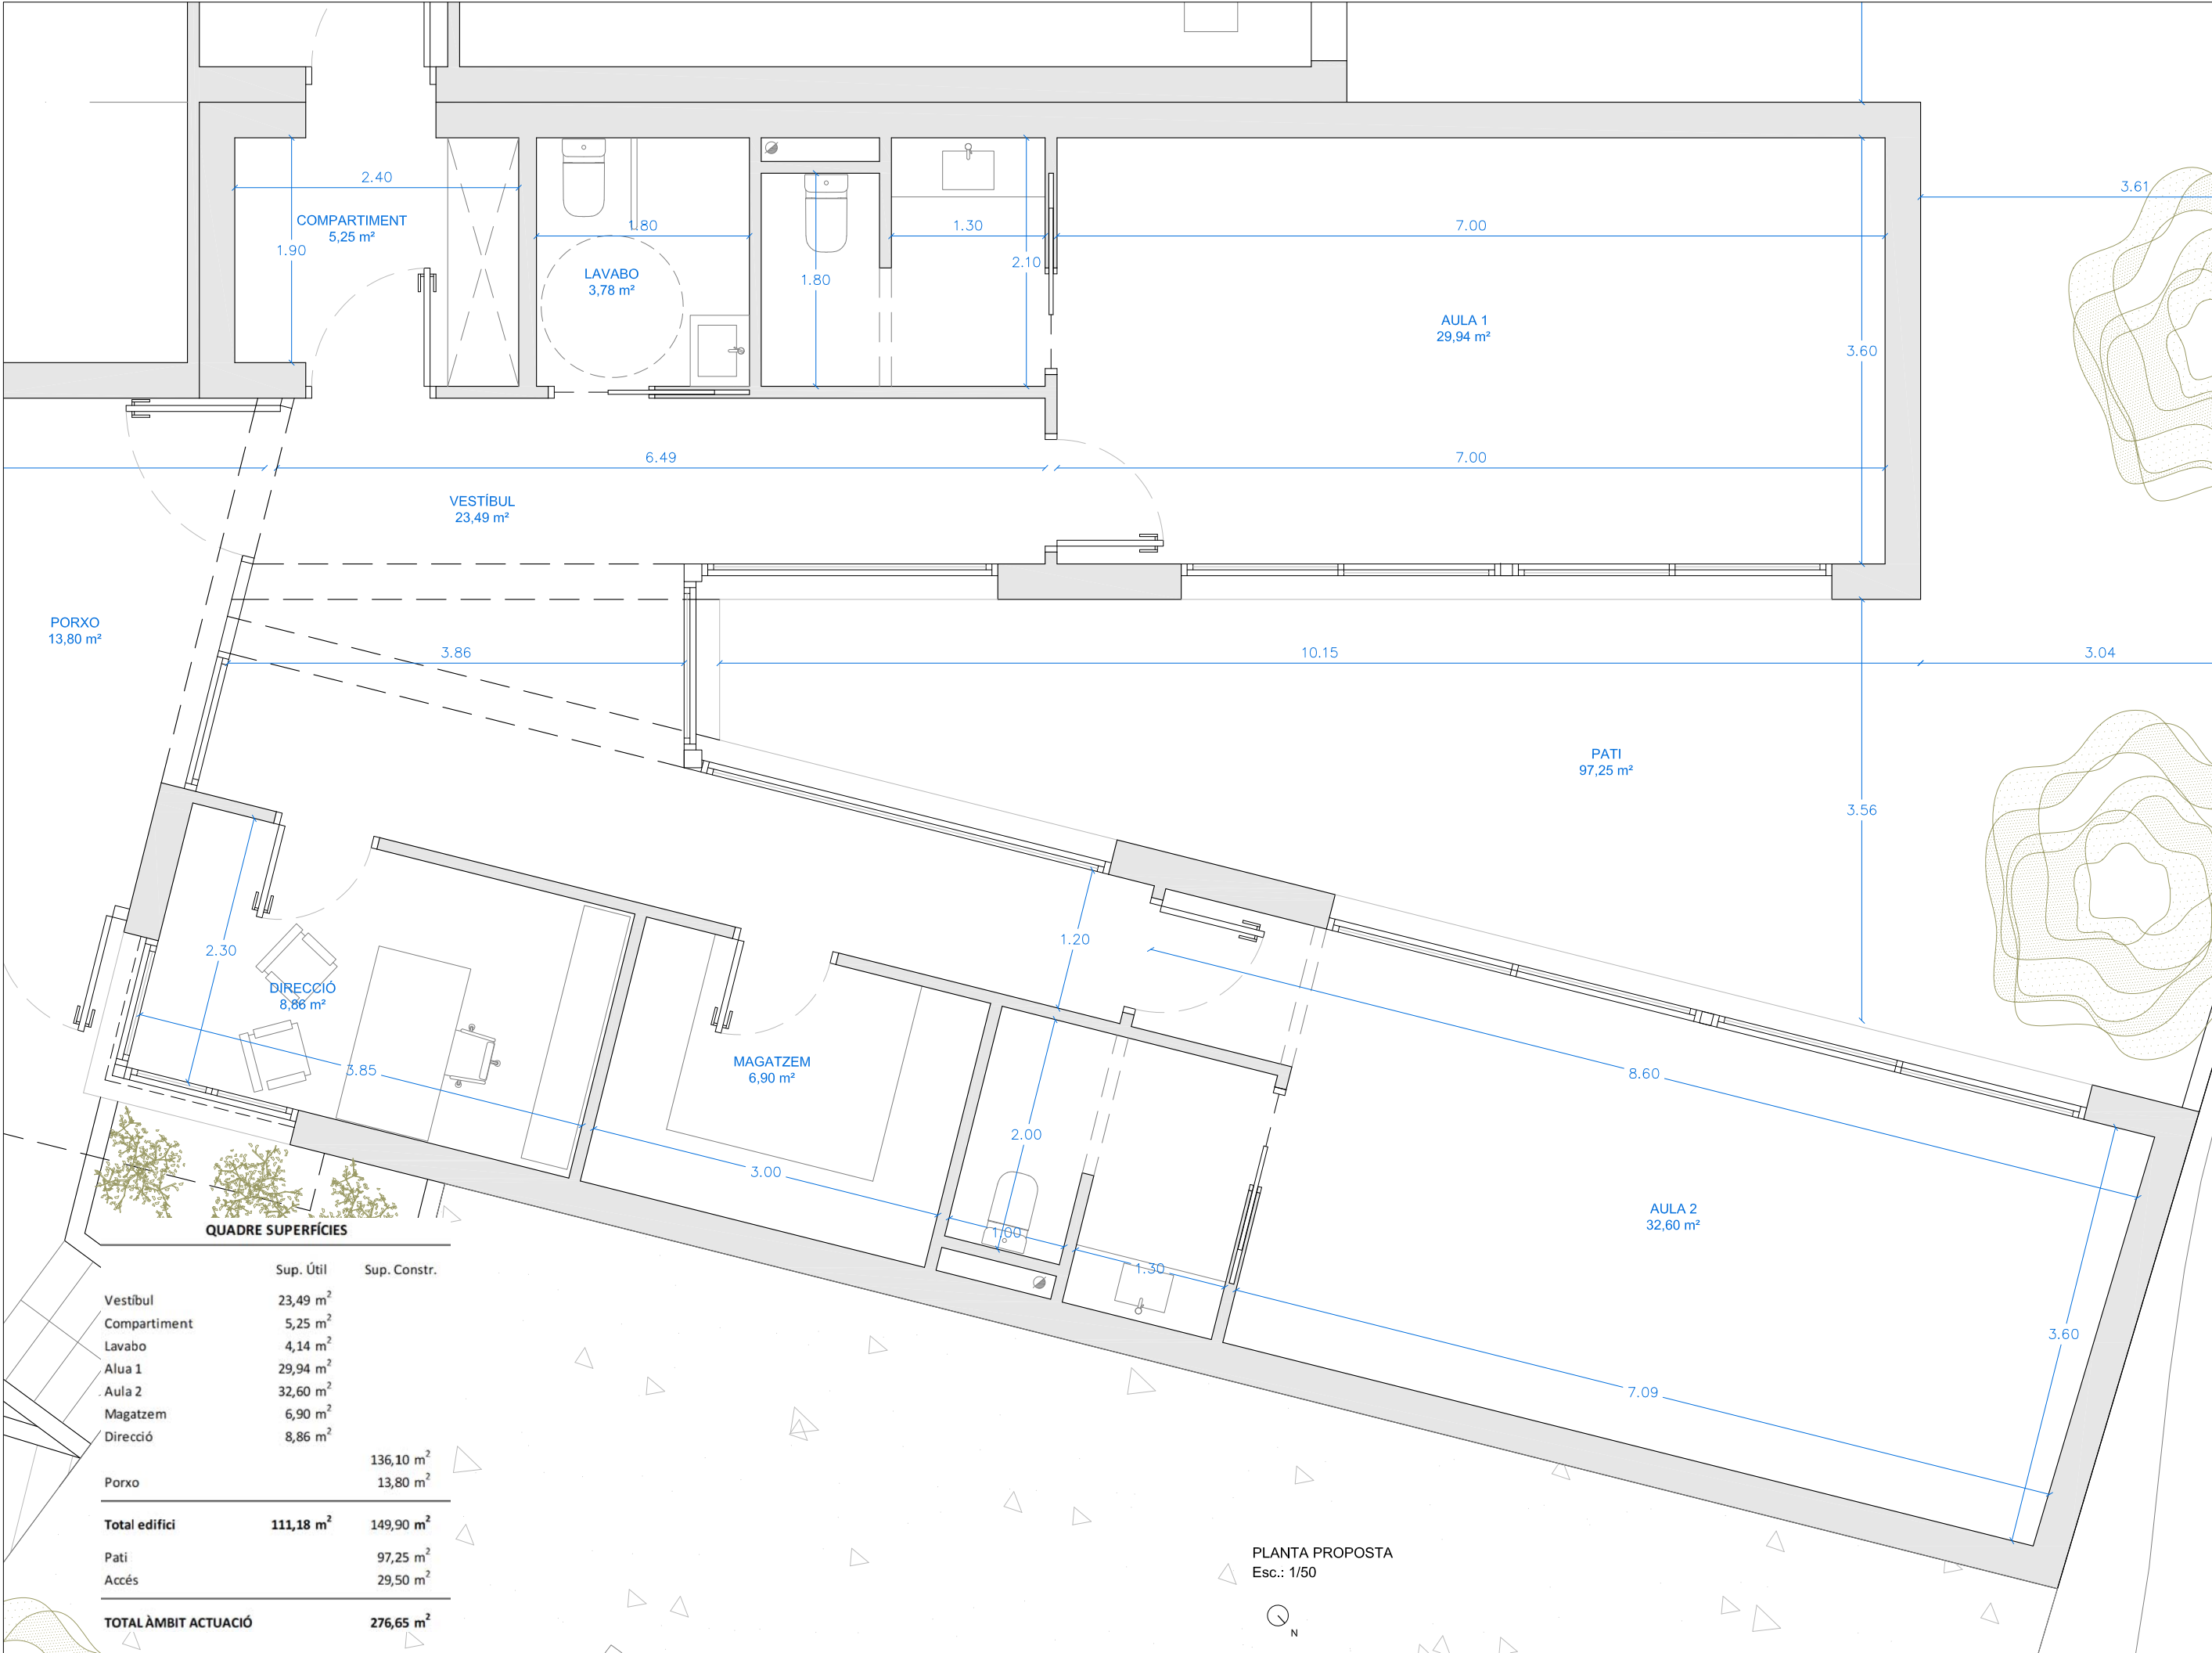 2.40
3.61
COMPARTIMENT
5,25 m²
1.80
1.30
7.00
1.90
2.10
LAVABO
3,78 m²
1.80
AULA 1
29,94 m²
3.60
6.49
7.00
VESTÍBUL
23,49 m²
PORXO
13,80 m²
3.86
10.15
3.04
PATI
97,25 m²
3.56
2.30
1.20
DIRECCIÓ
8,86 m²
3.85
MAGATZEM
6,90 m²
8.60
2.00
3.00
AULA 2
32,60 m²
1.00
1.30
3.60
7.09
QUADRE SUPERFÍCIES
Sup. Útil Sup. Constr.
Vestíbul 23,49 m²
Compartiment 5,25 m²
Lavabo 4,14 m²
Alua 1 29,94 m²
Aula 2 32,60 m²
Magatzem 6,90 m²
Direcció 8,86 m²
136,10 m²
Porxo 13,80 m²
Total edifici 111,18 m² 149,90 m²
Pati 97,25 m²
Accés 29,50 m²
TOTAL ÀMBIT ACTUACIÓ 276,65 m²
PLANTA PROPOSTA
Esc.: 1/50
N